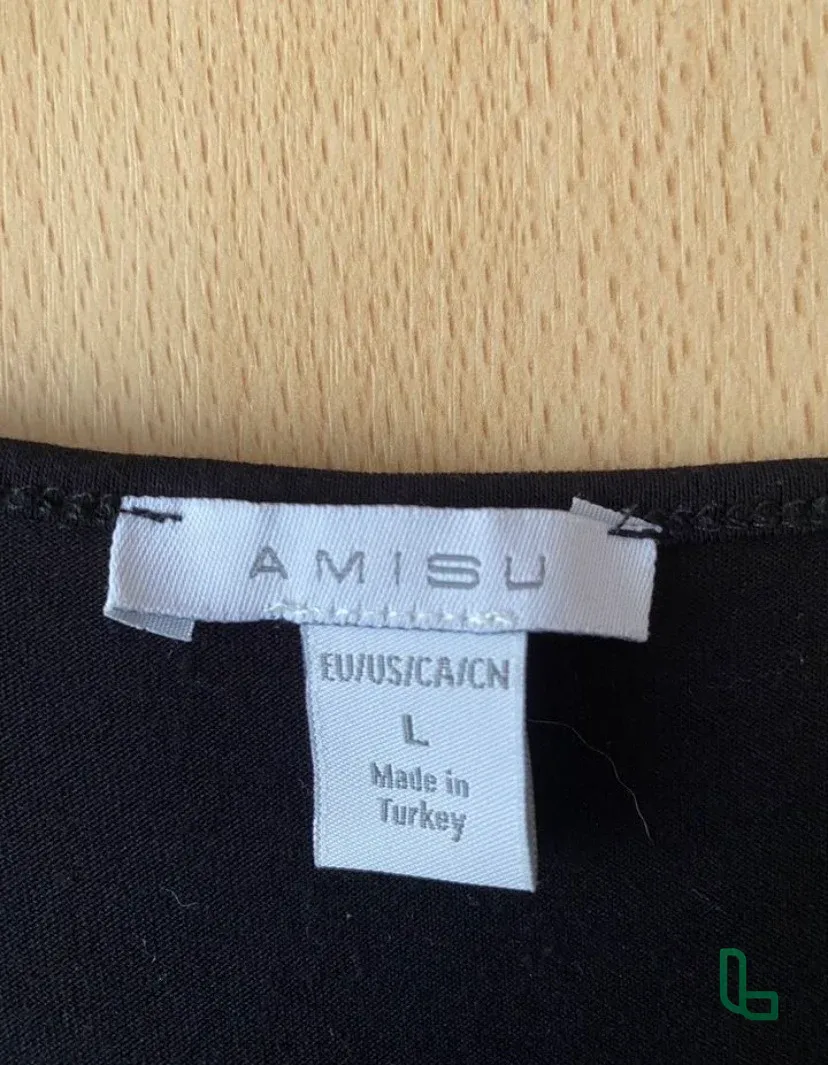 AMISU
EU/US/CA/CN
L
Made in
Turkey